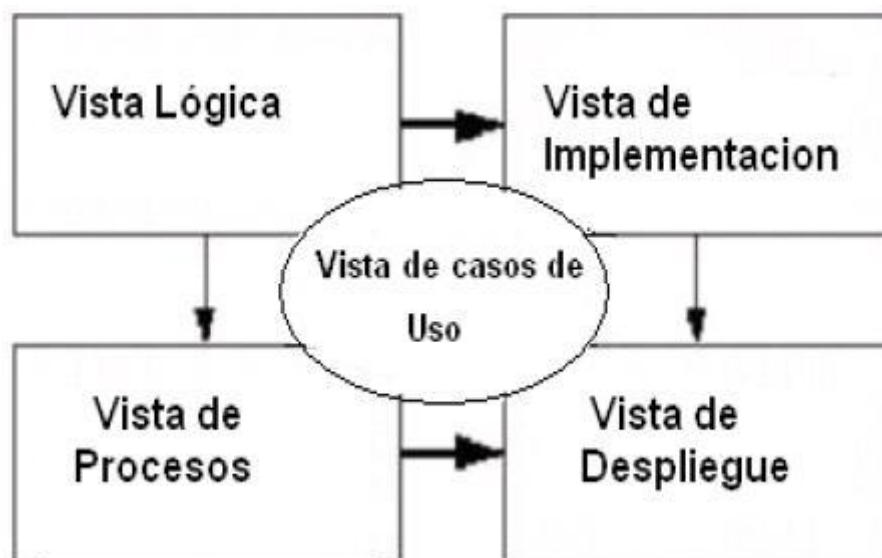 Vista Lógica
Vista de
Implementacion
Vista de casos de
Uso
Vista de
Procesos
Vista de
Despliegue